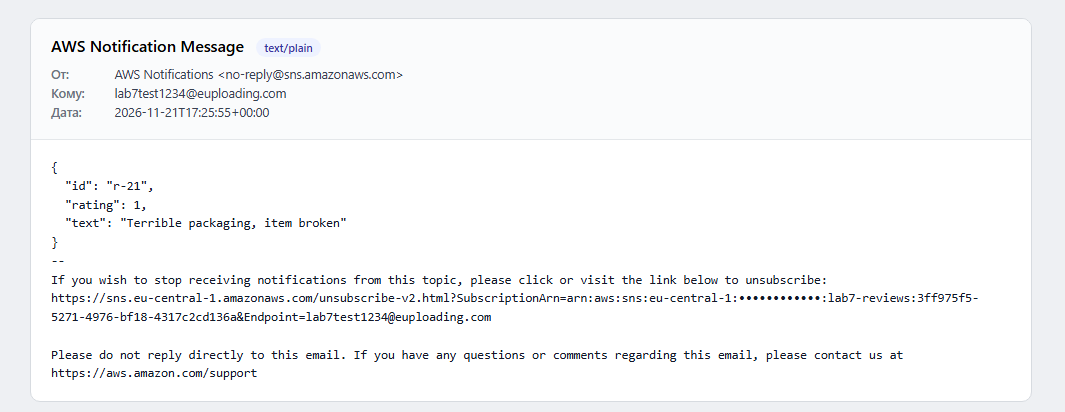 AWS Notification Message text/plain
От: AWS Notifications <no-reply@sns.amazonaws.com>
Кому: lab7test1234@euploading.com
Дата: 2026-11-21T17:25:55+00:00
{
  "id": "r-21",
  "rating": 1,
  "text": "Terrible packaging, item broken"
}
--
If you wish to stop receiving notifications from this topic, please click or visit the link below to unsubscribe:
https://sns.eu-central-1.amazonaws.com/unsubscribe-v2.html?SubscriptionArn=arn:aws:sns:eu-central-1:••••••••••••:lab7-reviews:3ff975f5-
5271-4976-bf18-4317c2cd136a&Endpoint=lab7test1234@euploading.com
Please do not reply directly to this email. If you have any questions or comments regarding this email, please contact us at
https://aws.amazon.com/support